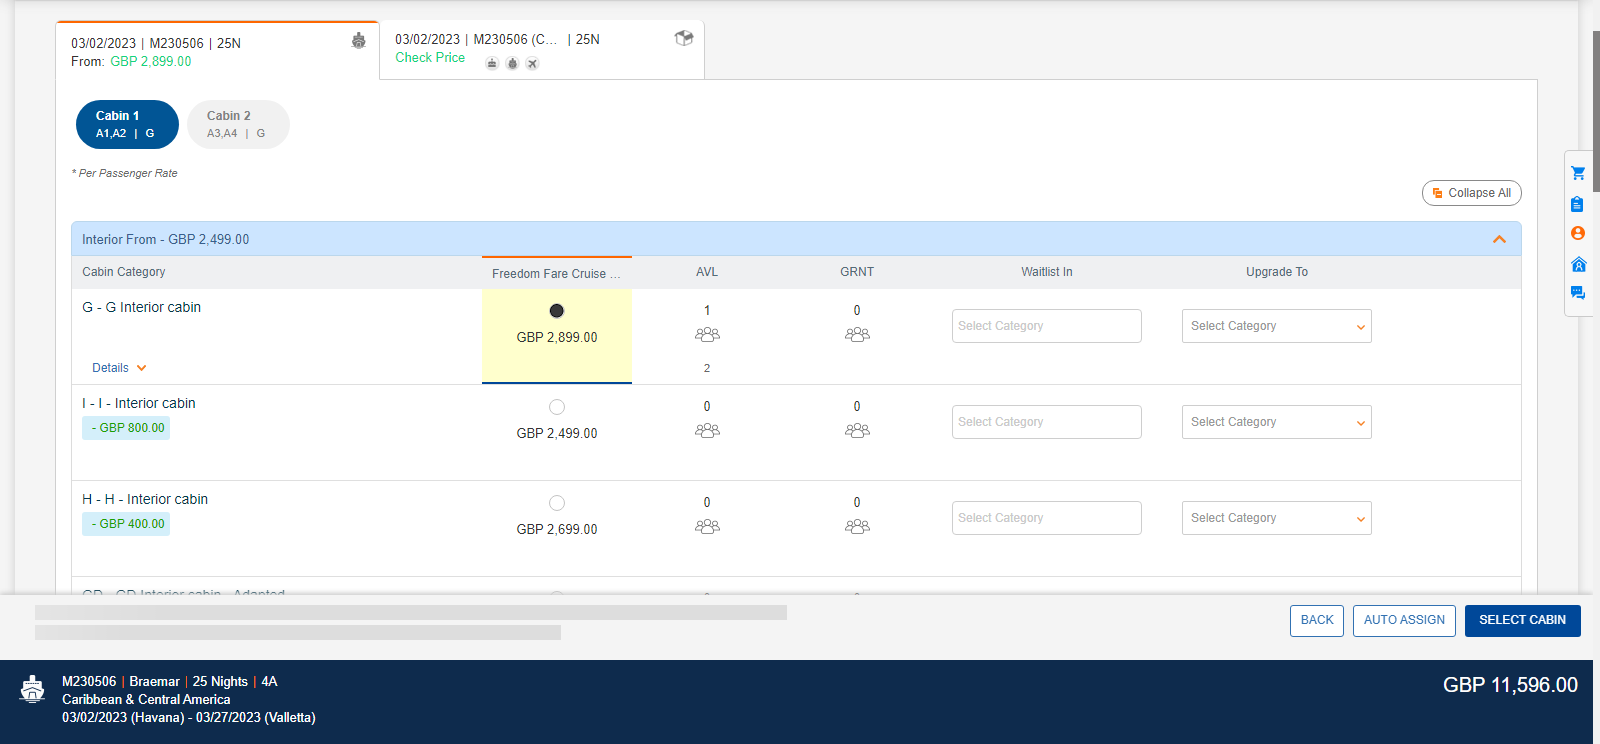 03/02/2023 | M230506 | 25N
From: GBP 2,899.00
03/02/2023 | M230506 (C... | 25N
Check Price
Cabin 1
A1,A2 | G
Cabin 2
A3,A4 | G
* Per Passenger Rate
Collapse All
Interior From - GBP 2,499.00
Cabin Category
Freedom Fare Cruise ...
AVL
GRNT
Waitlist In
Upgrade To
G - G Interior cabin
GBP 2,899.00
1
0
Select Category
Select Category
Details
2
I - I - Interior cabin
- GBP 800.00
GBP 2,499.00
0
0
Select Category
Select Category
H - H - Interior cabin
- GBP 400.00
GBP 2,699.00
0
0
Select Category
Select Category
BACK
AUTO ASSIGN
SELECT CABIN
M230506 | Braemar | 25 Nights | 4A
Caribbean & Central America
03/02/2023 (Havana) - 03/27/2023 (Valletta)
GBP 11,596.00